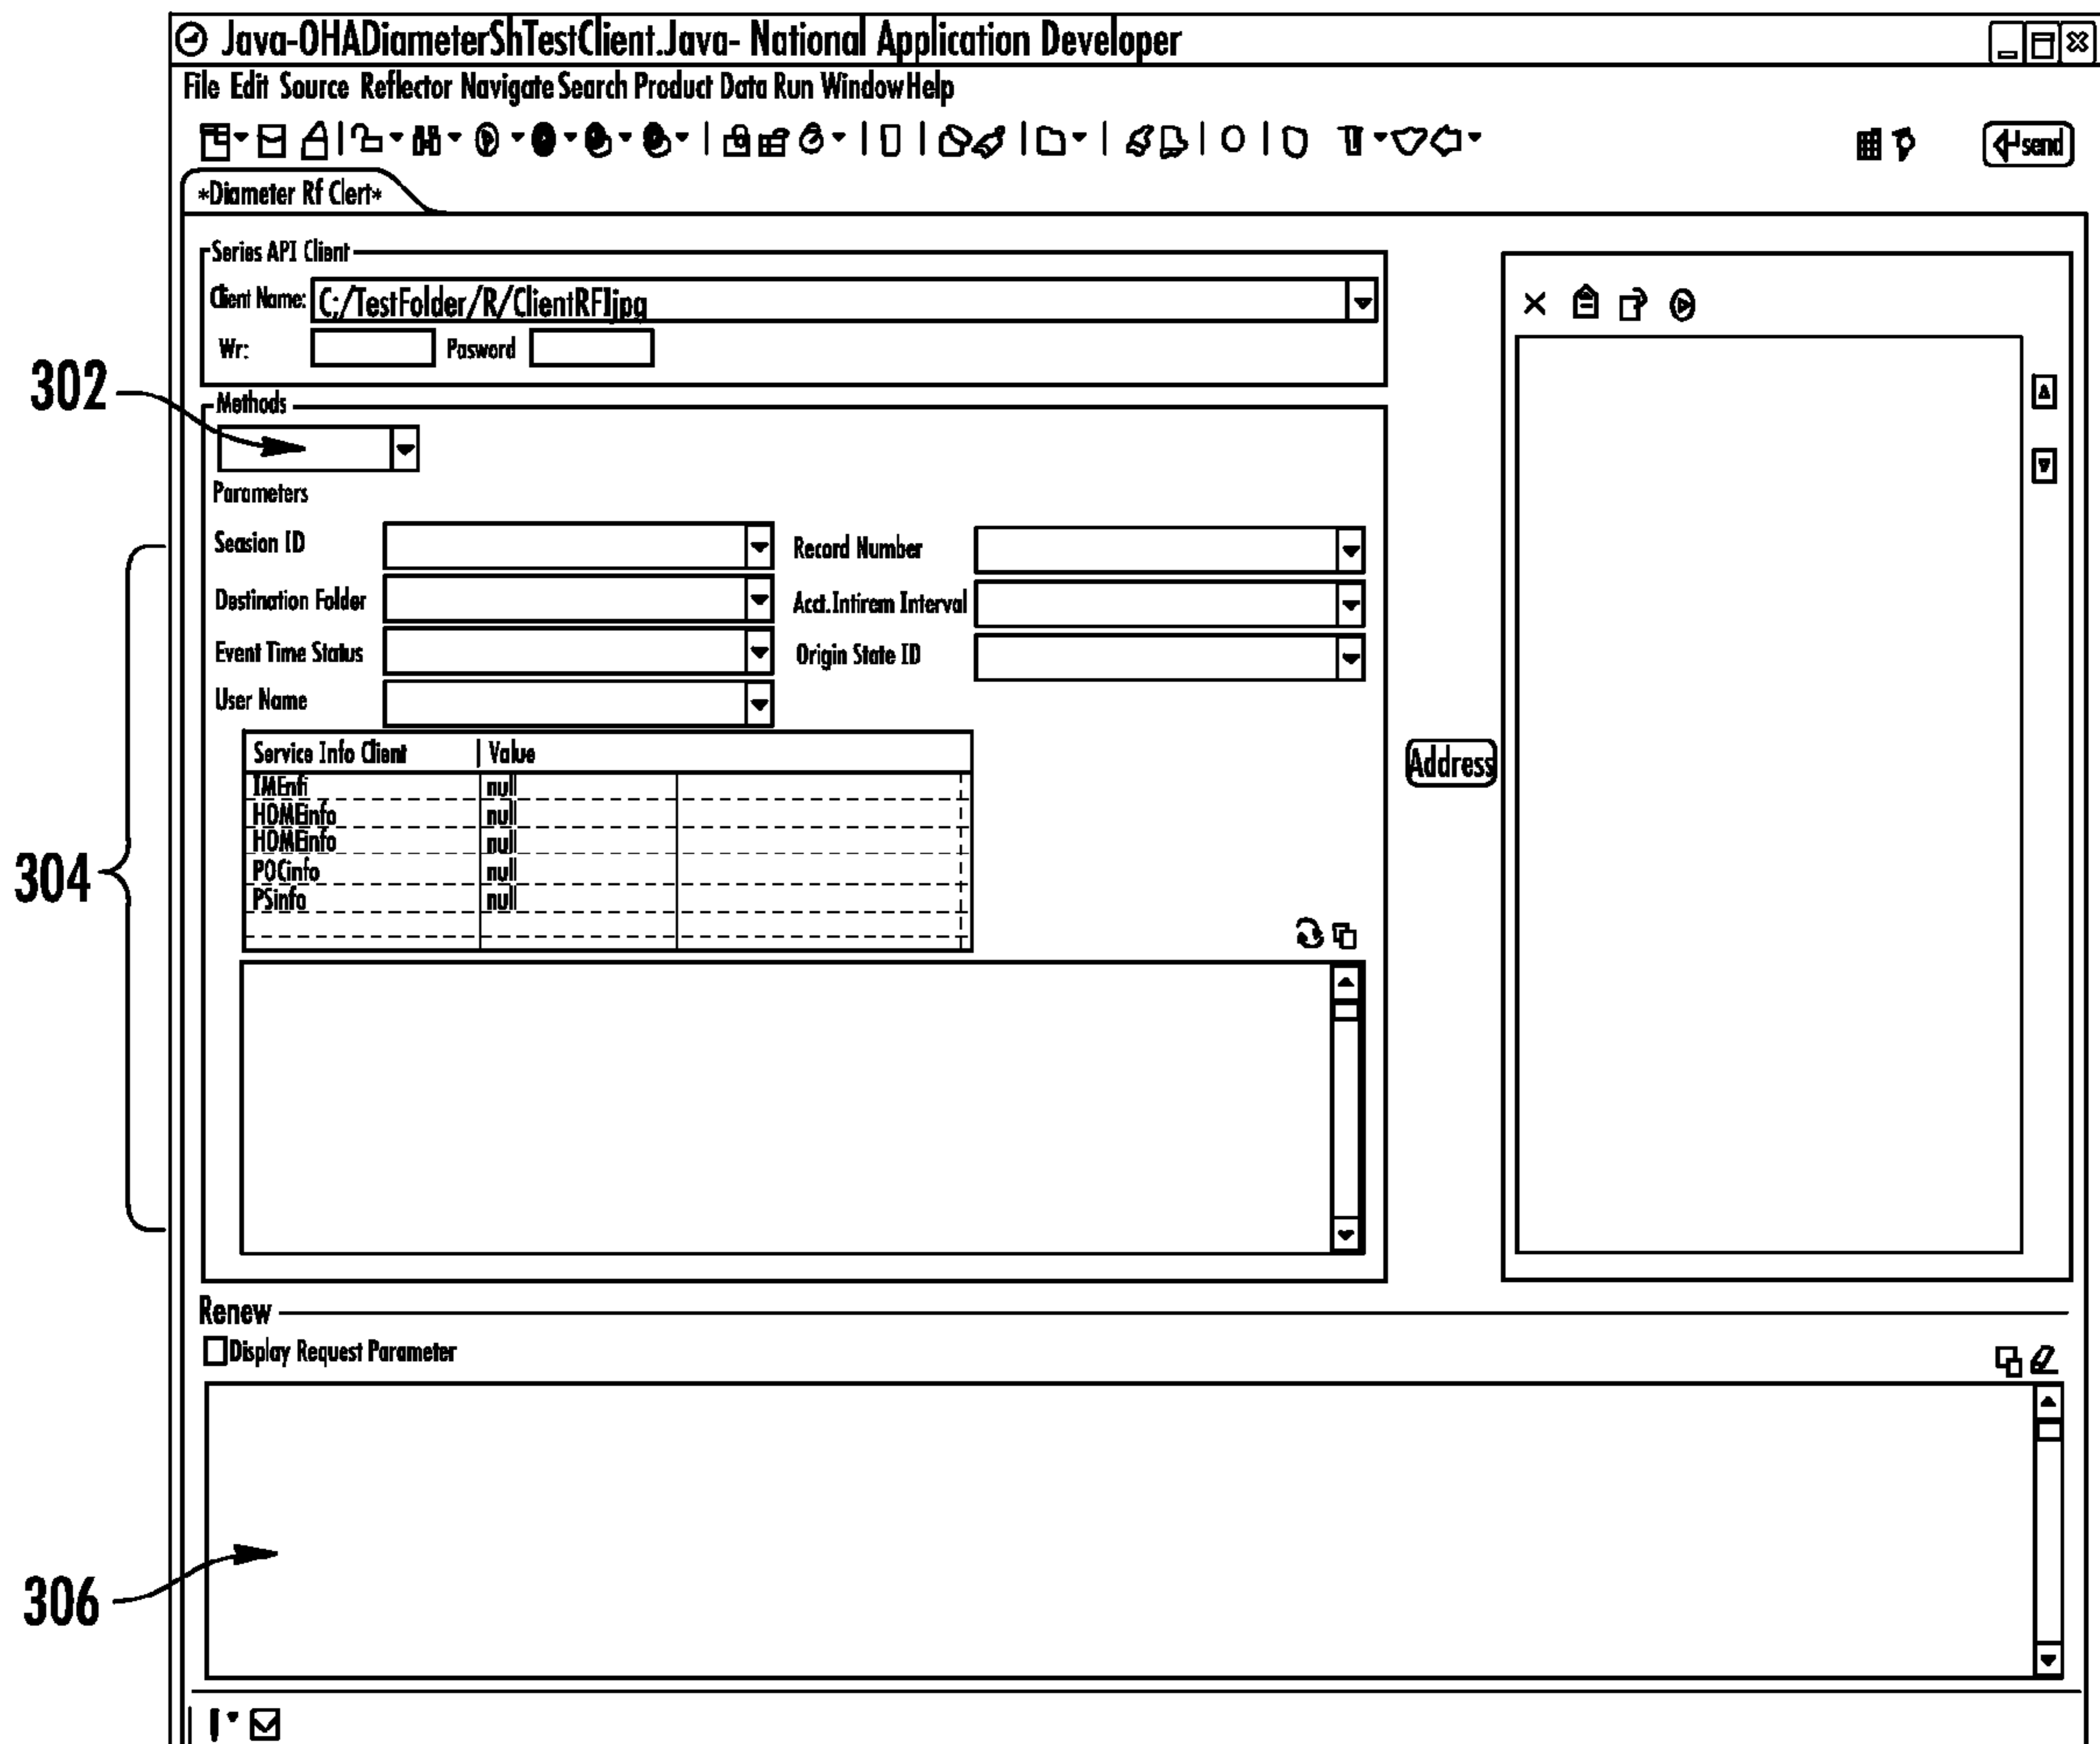 Java-OHADiameterShTestClient.Java- National Application Developer
File Edit Source Reflector Navigate Search Product Data Run Window Help
send
*Diameter Rf Clert*
Series API Client
Client Name: C;/TestFolder/R/ClientRFIjpg
Wr: Pasword
302
Methods
Parameters
Seasion ID Record Number
Destination Folder Acct.Intirem Interval
Event Time Status Origin State ID
User Name
Service Info Client | Value
Address
IMEnfi null
HOMEinfo null
HOMEinfo null
POCinfo null
PSinfo null
304
Renew
Display Request Parameter
306